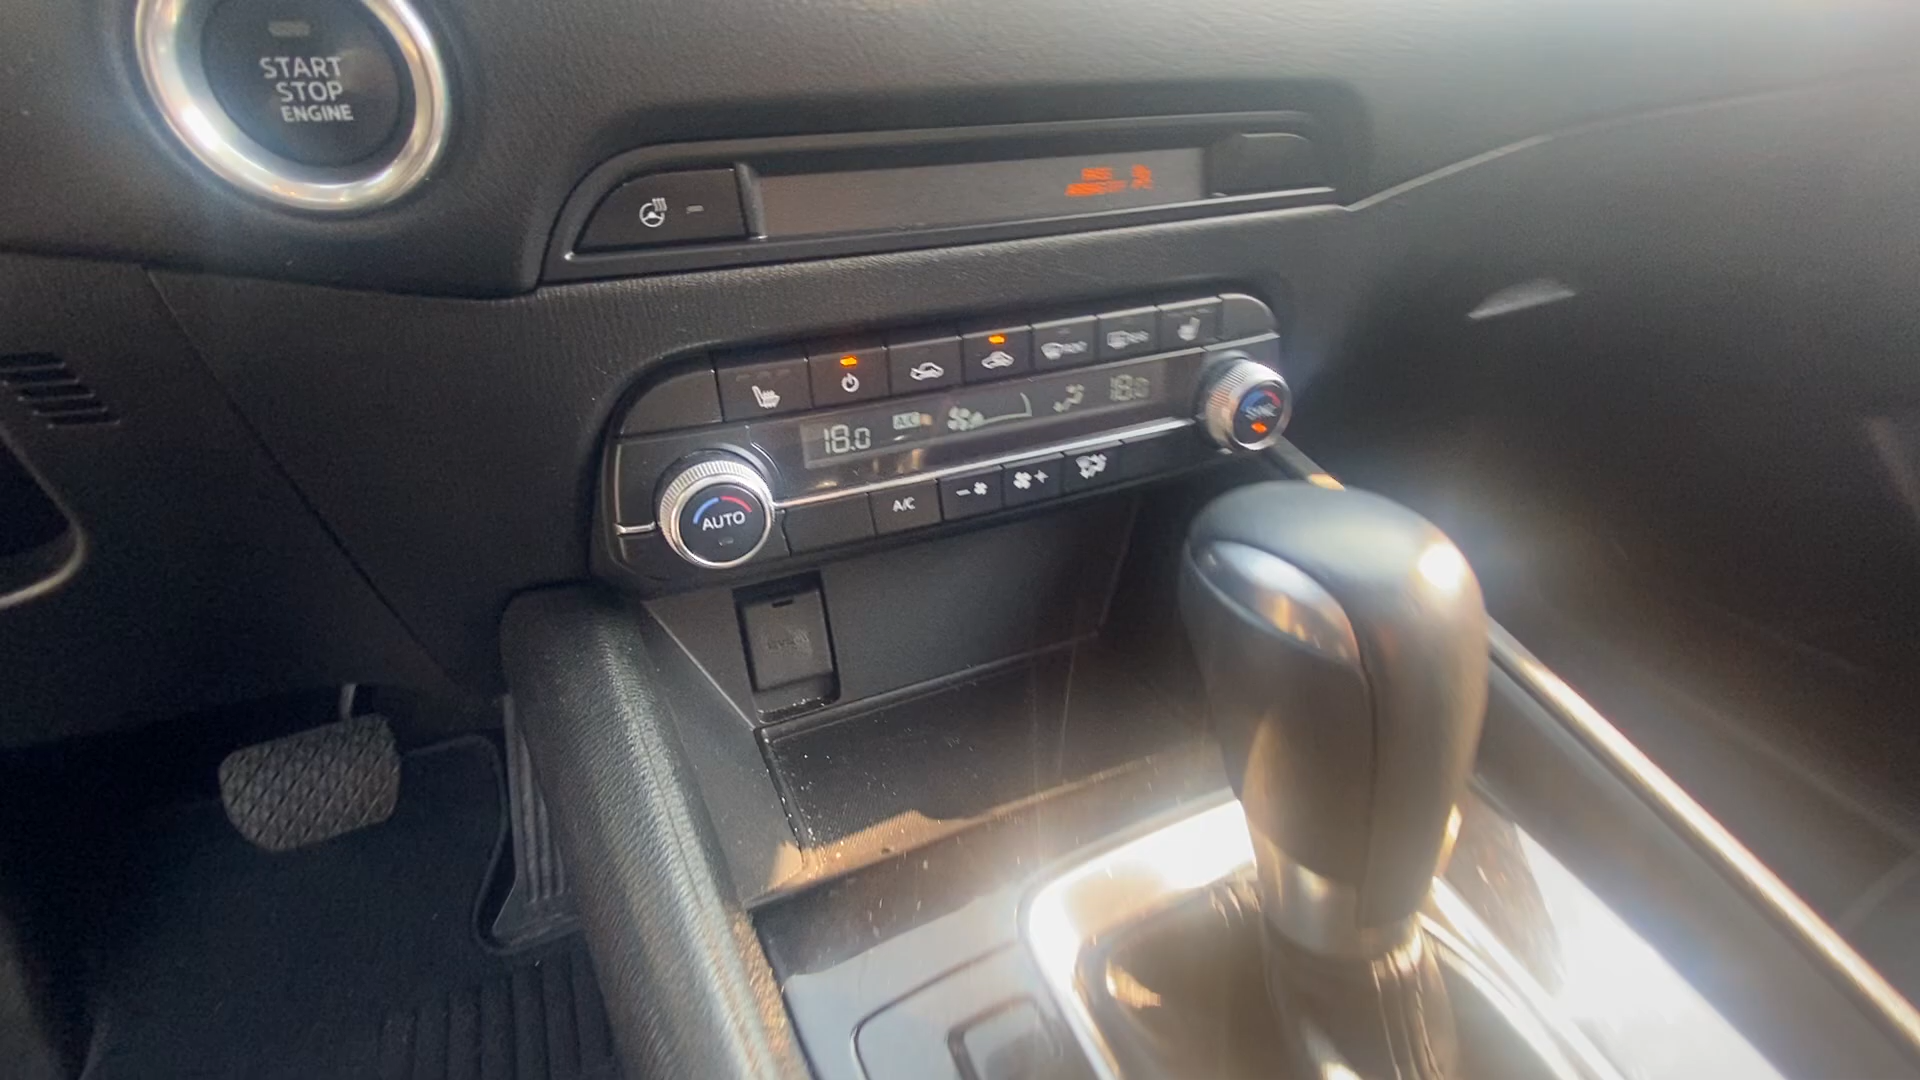 START
STOP
ENGINE
18.0
A/C
18.0
SYNC
AUTO
A/C